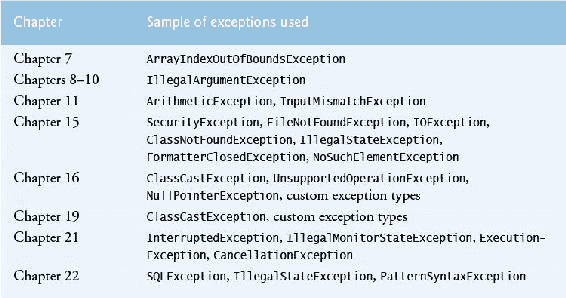 Chapter Sample of exceptions used
Chapter 7 ArrayIndexOutOfBoundsException
Chapters 8–10 IllegalArgumentException
Chapter 11 ArithmeticException, InputMismatchException
Chapter 15 SecurityException, FileNotFoundException, IOException,
ClassNotFoundException, IllegalStateException,
FormatterClosedException, NoSuchElementException
Chapter 16 ClassCastException, UnsupportedOperationException,
NullPointerException, custom exception types
Chapter 19 ClassCastException, custom exception types
Chapter 21 InterruptedException, IllegalMonitorStateException, Execution-
Exception, CancellationException
Chapter 22 SQLException, IllegalStateException, PatternSyntaxException